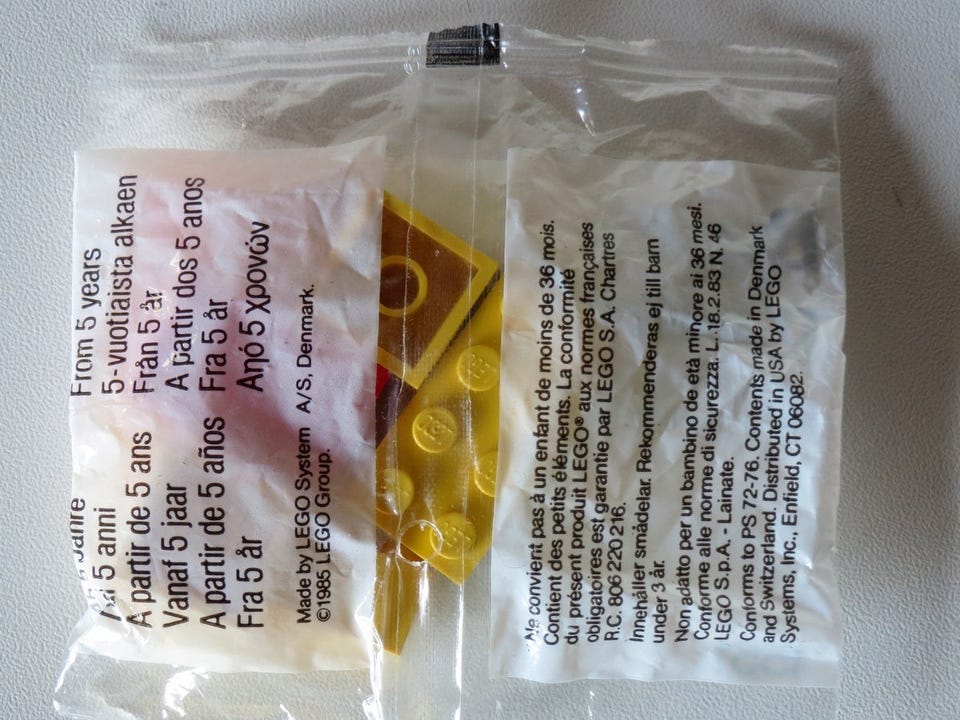 Jahre
5 anni
A partir de 5 ans
Vanaf 5 jaar
A partir de 5 años
Fra 5 år
From 5 years
5-vuotiaista alkaen
Från 5 år
A partir dos 5 anos
Fra 5 år
Από 5 χρονών
Made by LEGO System A/S, Denmark.
©1985 LEGO Group.
Ne convient pas à un enfant de moins de 36 mois.
Contient des petits éléments. La conformité
du présent produit LEGO® aux normes françaises
obligatoires est garantie par LEGO S.A. Chartres
R.C. 806 220 216.
Innehåller smådelar. Rekommenderas ej till barn
under 3 år.
Non adatto per un bambino de età minore ai 36 mesi.
Conforme alle norme di sicurezza. L. 18.2.83 N. 46
LEGO S.p.A. - Lainate.
Conforms to PS 72-76. Contents made in Denmark
and Switzerland. Distributed in USA by LEGO
Systems, Inc., Enfield, CT 06082.